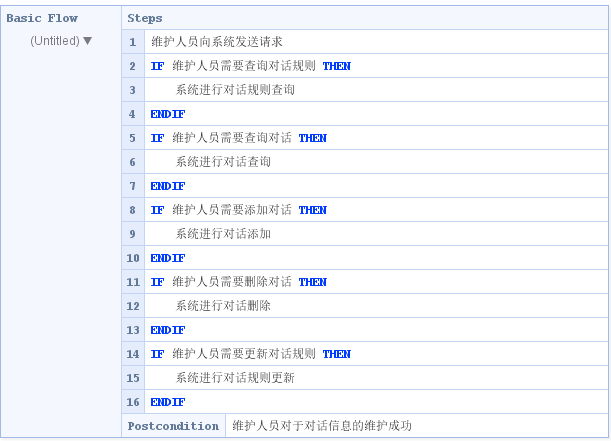 Basic Flow Steps
(Untitled) ▼
1 维护人员向系统发送请求
2 IF 维护人员需要查询对话规则 THEN
3 系统进行对话规则查询
4 ENDIF
5 IF 维护人员需要查询对话 THEN
6 系统进行对话查询
7 ENDIF
8 IF 维护人员需要添加对话 THEN
9 系统进行对话添加
10 ENDIF
11 IF 维护人员需要删除对话 THEN
12 系统进行对话删除
13 ENDIF
14 IF 维护人员需要更新对话规则 THEN
15 系统进行对话规则更新
16 ENDIF
Postcondition 维护人员对于对话信息的维护成功